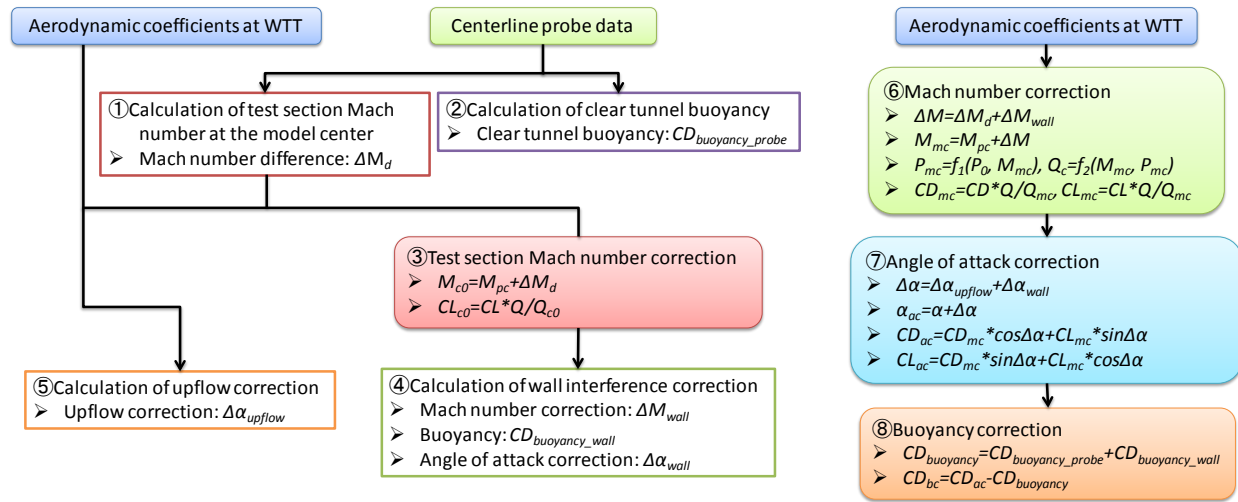 Aerodynamic coefficients at WTT
Centerline probe data
①Calculation of test section Mach
number at the model center
➢ Mach number difference: ΔM_d
②Calculation of clear tunnel buoyancy
➢ Clear tunnel buoyancy: CD_buoyancy_probe
③Test section Mach number correction
➢ M_c0=M_pc+ΔM_d
➢ CL_c0=CL*Q/Q_c0
⑤Calculation of upflow correction
➢ Upflow correction: Δα_upflow
④Calculation of wall interference correction
➢ Mach number correction: ΔM_wall
➢ Buoyancy: CD_buoyancy_wall
➢ Angle of attack correction: Δα_wall
Aerodynamic coefficients at WTT
⑥Mach number correction
➢ ΔM=ΔM_d+ΔM_wall
➢ M_mc=M_pc+ΔM
➢ P_mc=f_1(P_0, M_mc), Q_c=f_2(M_mc, P_mc)
➢ CD_mc=CD*Q/Q_mc, CL_mc=CL*Q/Q_mc
⑦Angle of attack correction
➢ Δα=Δα_upflow+Δα_wall
➢ α_ac=α+Δα
➢ CD_ac=CD_mc*cosΔα+CL_mc*sinΔα
➢ CL_ac=CD_mc*sinΔα+CL_mc*cosΔα
⑧Buoyancy correction
➢ CD_buoyancy=CD_buoyancy_probe+CD_buoyancy_wall
➢ CD_bc=CD_ac-CD_buoyancy